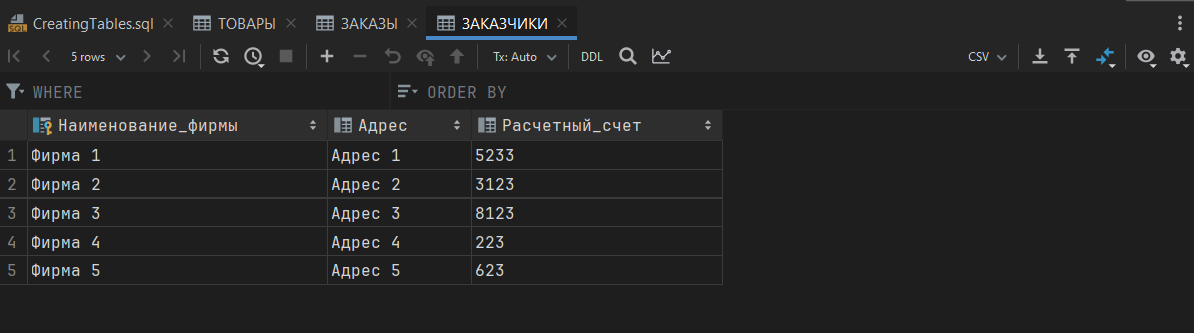 CreatingTables.sql ТОВАРЫ ЗАКАЗЫ ЗАКАЗЧИКИ
5 rows Tx: Auto DDL CSV
WHERE ORDER BY
Наименование_фирмы Адрес Расчетный_счет
1 Фирма 1 Адрес 1 5233
2 Фирма 2 Адрес 2 3123
3 Фирма 3 Адрес 3 8123
4 Фирма 4 Адрес 4 223
5 Фирма 5 Адрес 5 623